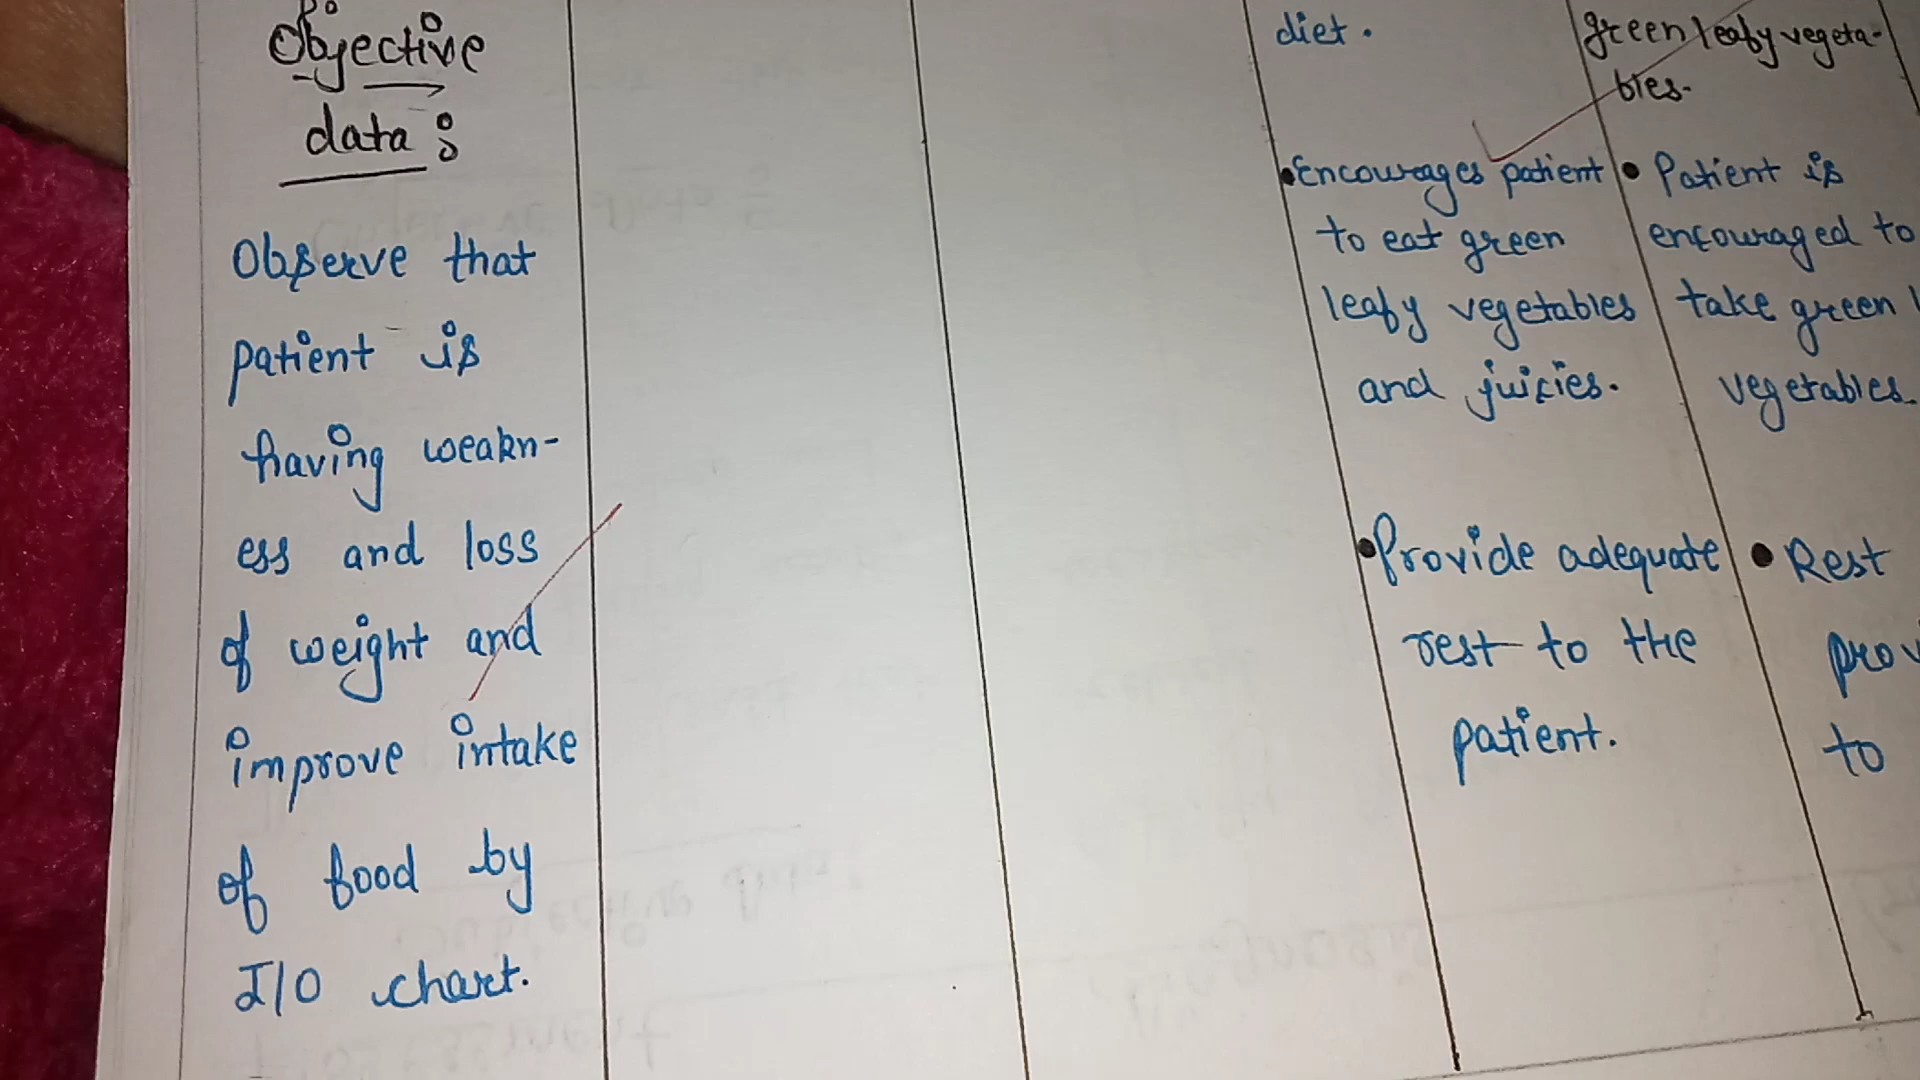 Objective
data :
Observe that
patient is
having weakn-
ess and loss
of weight and
improve intake
of food by
I/O chart.
diet.
• Encourages patient
to eat green
leafy vegetables
and juicies.
• Provide adequate
rest to the
patient.
green leafy vegeta-
bles.
• Patient is
encouraged to
take green
vegetables.
• Rest
to